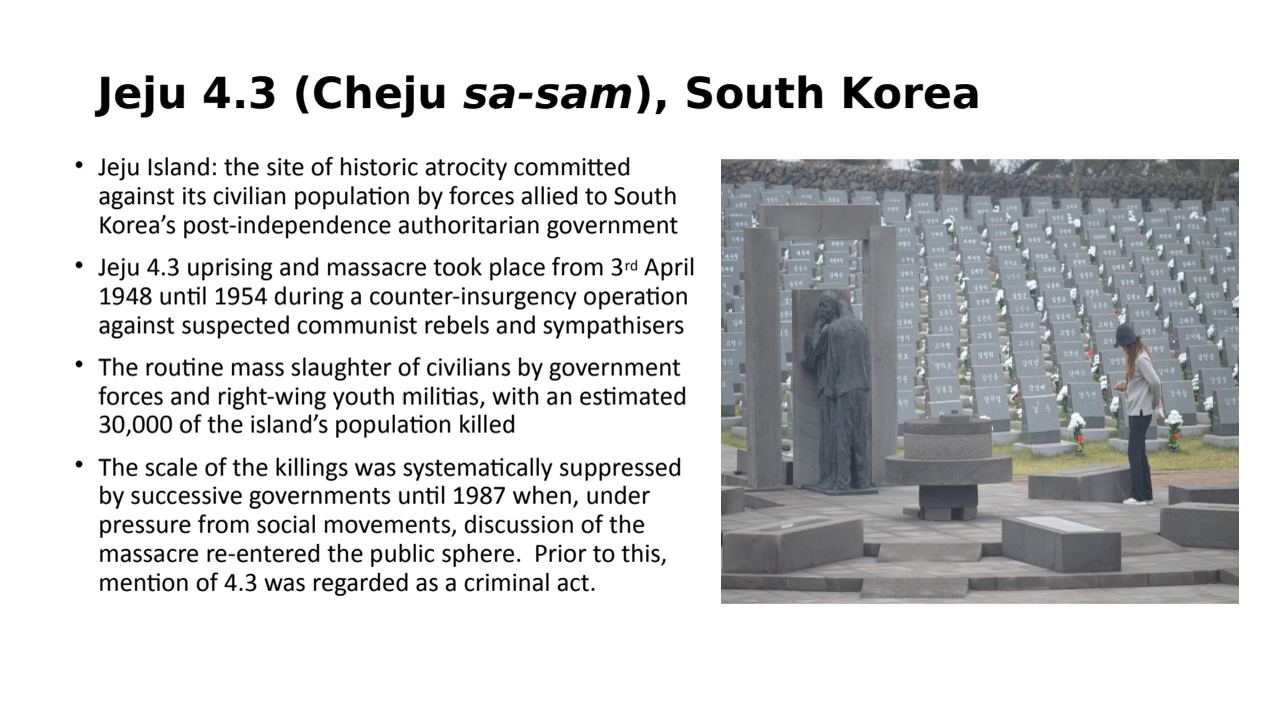 Jeju 4.3 (Cheju sa-sam), South Korea
• Jeju Island: the site of historic atrocity committed
against its civilian population by forces allied to South
Korea’s post-independence authoritarian government
• Jeju 4.3 uprising and massacre took place from 3rd April
1948 until 1954 during a counter-insurgency operation
against suspected communist rebels and sympathisers
• The routine mass slaughter of civilians by government
forces and right-wing youth militias, with an estimated
30,000 of the island’s population killed
• The scale of the killings was systematically suppressed
by successive governments until 1987 when, under
pressure from social movements, discussion of the
massacre re-entered the public sphere.  Prior to this,
mention of 4.3 was regarded as a criminal act.